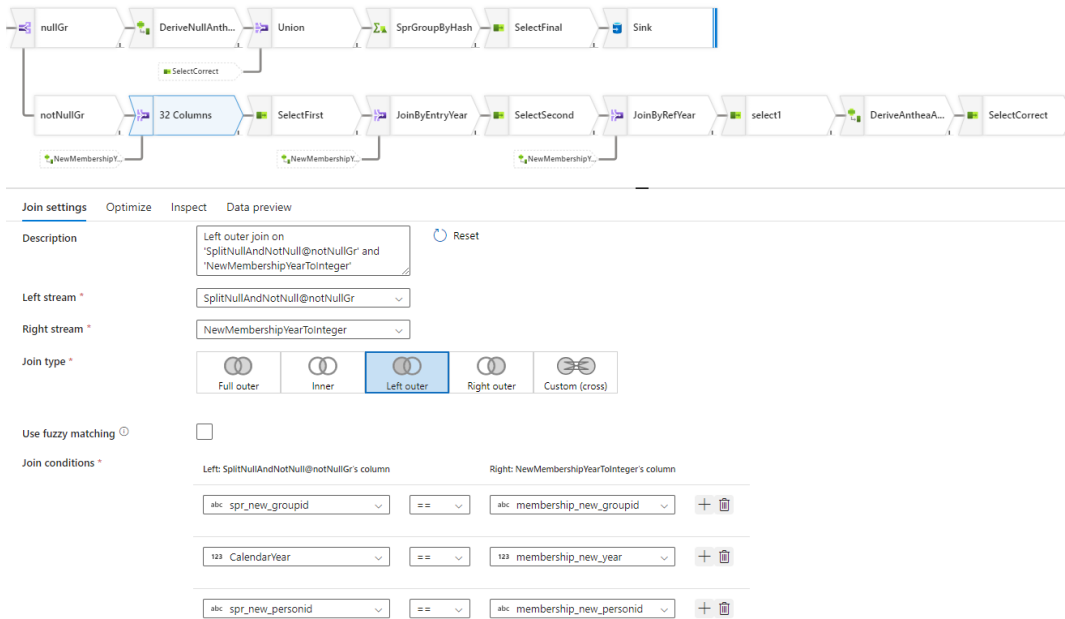 nullGr
DeriveNullAnth...
Union
SprGroupByHash
SelectFinal
Sink
SelectCorrect
notNullGr
32 Columns
SelectFirst
JoinByEntryYear
SelectSecond
JoinByRefYear
select1
DeriveAntheaA...
SelectCorrect
NewMembershipY...
NewMembershipY...
NewMembershipY...
Join settings
Optimize
Inspect
Data preview
Description
Left outer join on
'SplitNullAndNotNull@notNullGr' and
'NewMembershipYearToInteger'
Reset
Left stream *
SplitNullAndNotNull@notNullGr
Right stream *
NewMembershipYearToInteger
Join type *
Full outer
Inner
Left outer
Right outer
Custom (cross)
Use fuzzy matching
Join conditions *
Left: SplitNullAndNotNull@notNullGr's column
Right: NewMembershipYearToInteger's column
abc spr_new_groupid
==
abc membership_new_groupid
123 CalendarYear
==
123 membership_new_year
abc spr_new_personid
==
abc membership_new_personid